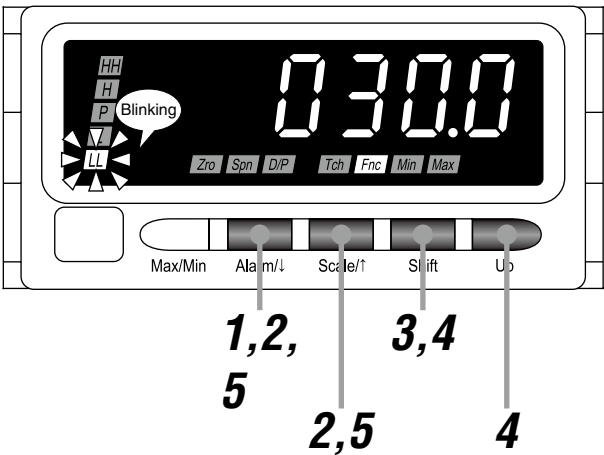 HH
H
P
Blinking
LL
030.0
Zro Spn D/P Tch Fnc Min Max
Max/Min Alarm/↓ Scale/↑ Shift Up
1,2,
5
3,4
2,5
4